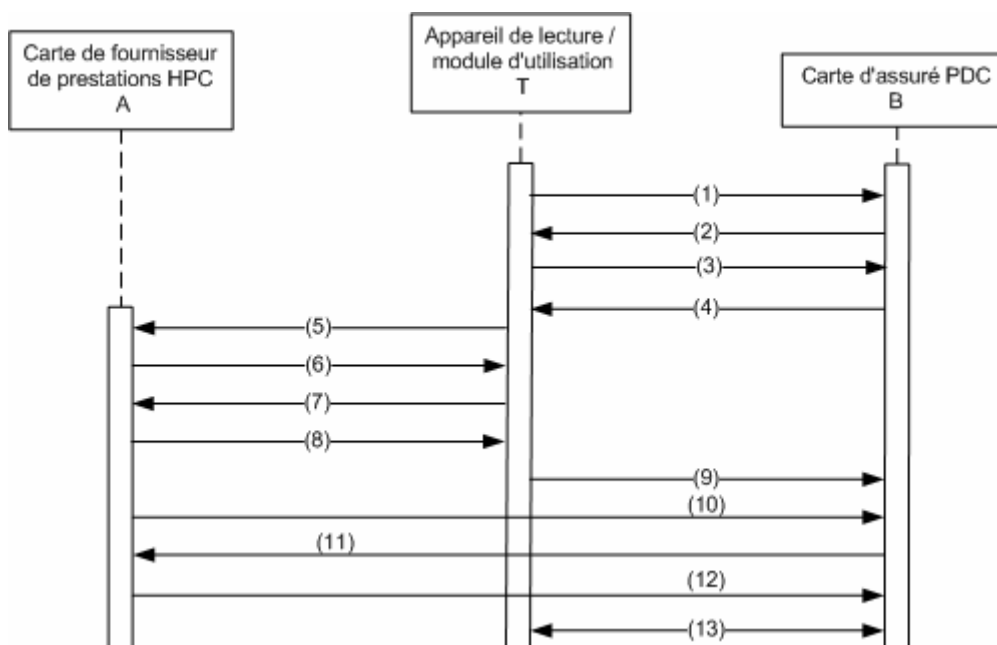 Carte de fournisseur
de prestations HPC
A
Appareil de lecture /
module d'utilisation
T
Carte d'assuré PDC
B
(1)
(2)
(3)
(4)
(5)
(6)
(7)
(8)
(9)
(10)
(11)
(12)
(13)